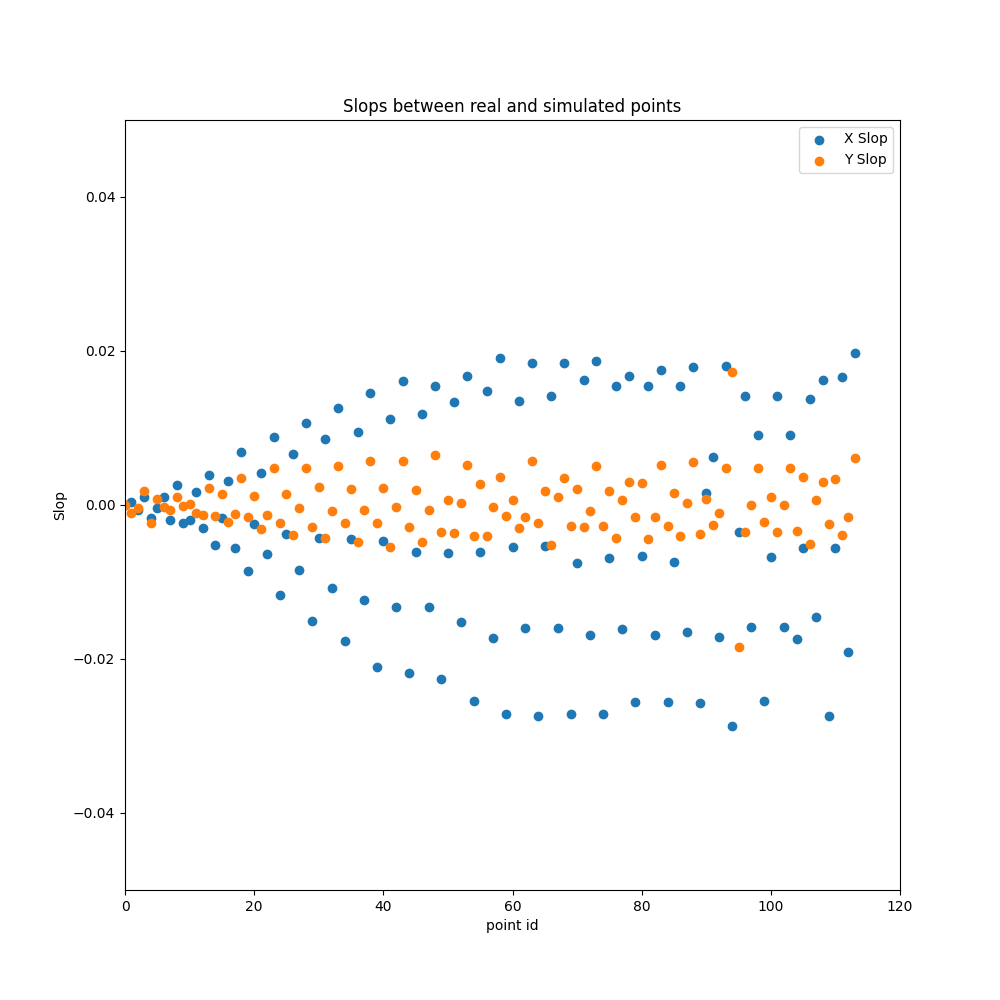 Slops between real and simulated points
X Slop
Y Slop
0.04
0.02
0.00
−0.02
−0.04
Slop
0 20 40 60 80 100 120
point id